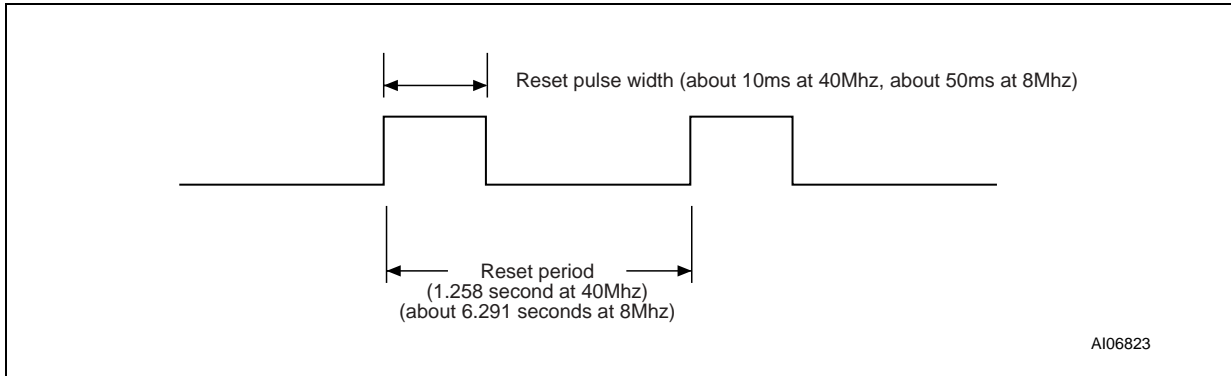 Reset pulse width (about 10ms at 40Mhz, about 50ms at 8Mhz)
Reset period
(1.258 second at 40Mhz)
(about 6.291 seconds at 8Mhz)
AI06823